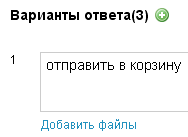 Варианты ответа(3)
1
отправить в корзину
Добавить файлы